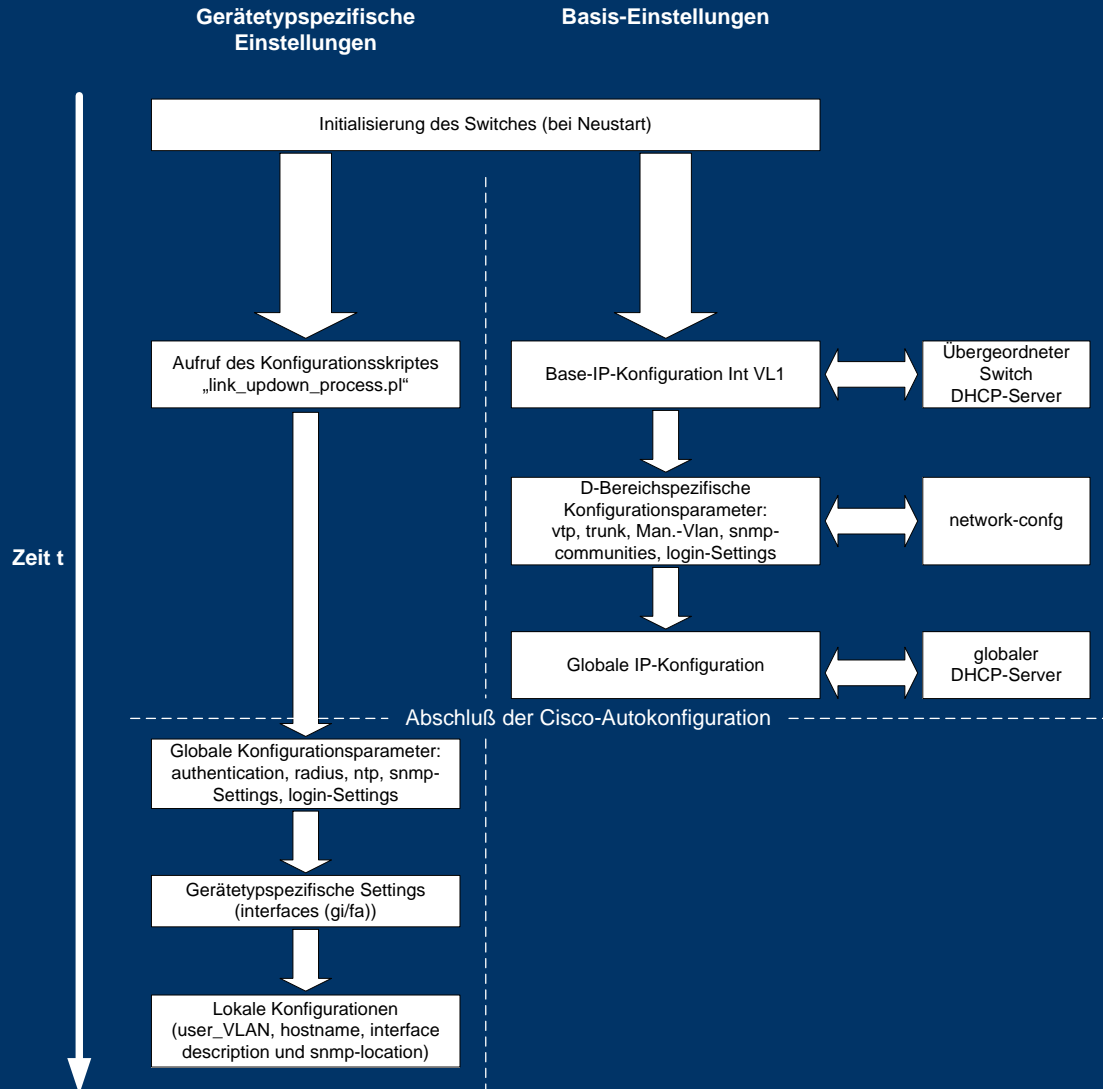 Gerätetypspezifische
Einstellungen
Basis-Einstellungen
Initialisierung des Switches (bei Neustart)
Aufruf des Konfigurationsskriptes
„link_updown_process.pl“
Base-IP-Konfiguration Int VL1
Übergeordneter
Switch
DHCP-Server
D-Bereichspezifische
Konfigurationsparameter:
vtp, trunk, Man.-Vlan, snmp-
communities, login-Settings
network-confg
Zeit t
Globale IP-Konfiguration
globaler
DHCP-Server
Abschluß der Cisco-Autokonfiguration
Globale Konfigurationsparameter:
authentication, radius, ntp, snmp-
Settings, login-Settings
Gerätetypspezifische Settings
(interfaces (gi/fa))
Lokale Konfigurationen
(user_VLAN, hostname, interface
description und snmp-location)